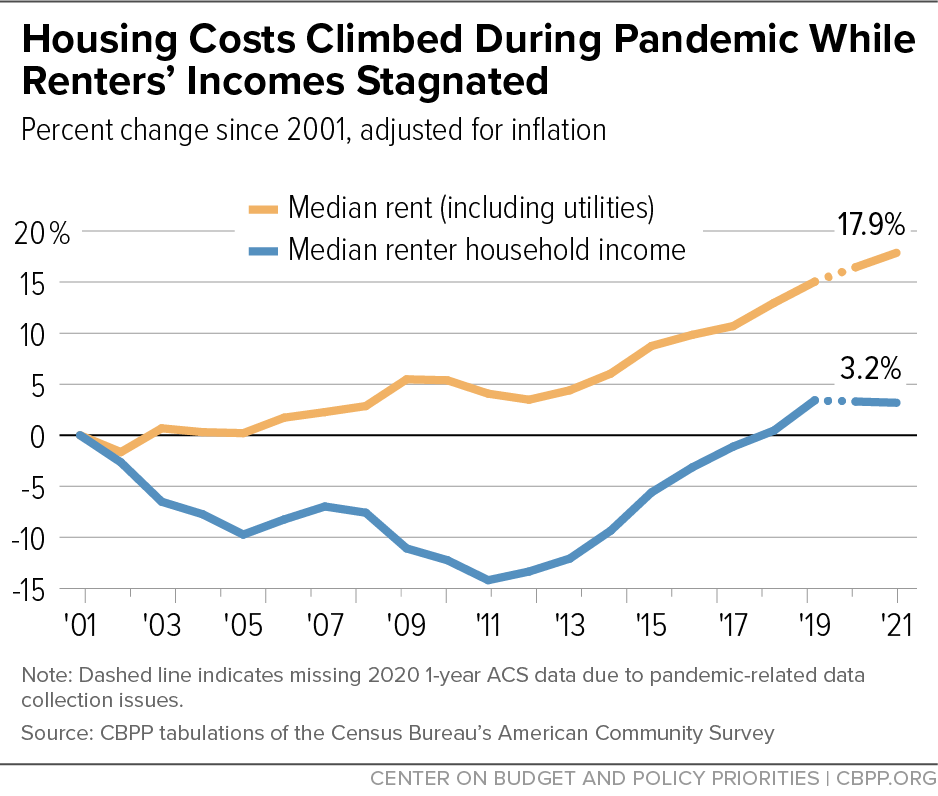 Housing Costs Climbed During Pandemic While
Renters’ Incomes Stagnated
Percent change since 2001, adjusted for inflation
Median rent (including utilities)
Median renter household income
20%
15
10
5
0
-5
-10
-15
17.9%
3.2%
'01 '03 '05 '07 '09 '11 '13 '15 '17 '19 '21
Note: Dashed line indicates missing 2020 1-year ACS data due to pandemic-related data
collection issues.
Source: CBPP tabulations of the Census Bureau’s American Community Survey
CENTER ON BUDGET AND POLICY PRIORITIES | CBPP.ORG